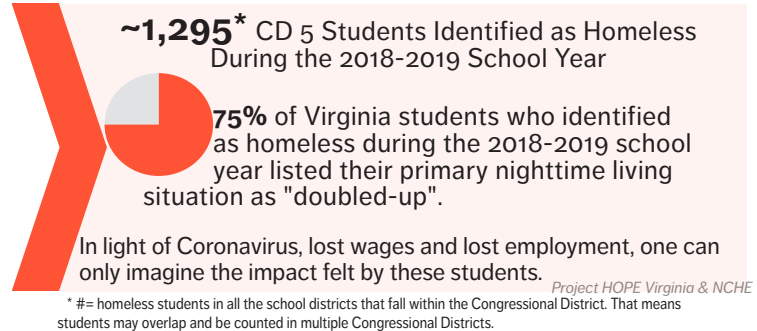 ~1,295* CD 5 Students Identified as Homeless
During the 2018-2019 School Year
75% of Virginia students who identified
as homeless during the 2018-2019 school
year listed their primary nighttime living
situation as "doubled-up".
In light of Coronavirus, lost wages and lost employment, one can
only imagine the impact felt by these students.
Project HOPE Virginia & NCHE
* #= homeless students in all the school districts that fall within the Congressional District. That means
students may overlap and be counted in multiple Congressional Districts.